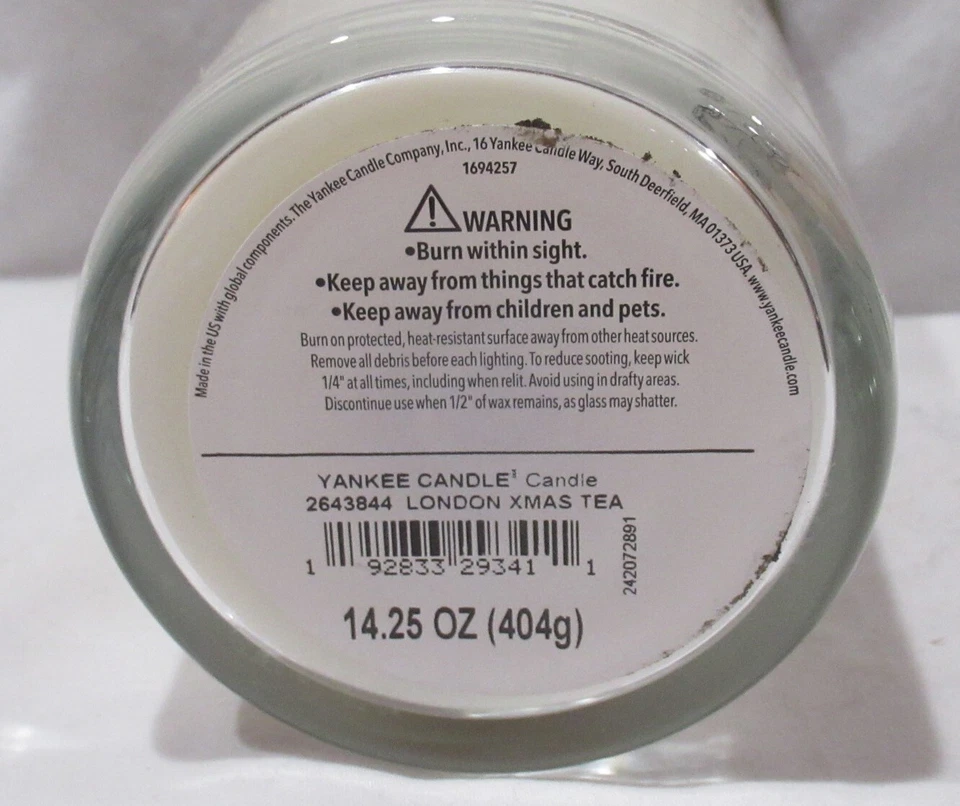 Made in the US with global components. The Yankee Candle Company, Inc., 16 Yankee Candle Way, South Deerfield, MA 01373 USA. www.yankeecandle.com
1694257
WARNING
•Burn within sight.
•Keep away from things that catch fire.
•Keep away from children and pets.
Burn on protected, heat-resistant surface away from other heat sources.
Remove all debris before each lighting. To reduce sooting, keep wick
1/4" at all times, including when relit. Avoid using in drafty areas.
Discontinue use when 1/2" of wax remains, as glass may shatter.
YANKEE CANDLE Candle
2643844 LONDON XMAS TEA
1 92833 29341 1
242072891
14.25 OZ (404g)